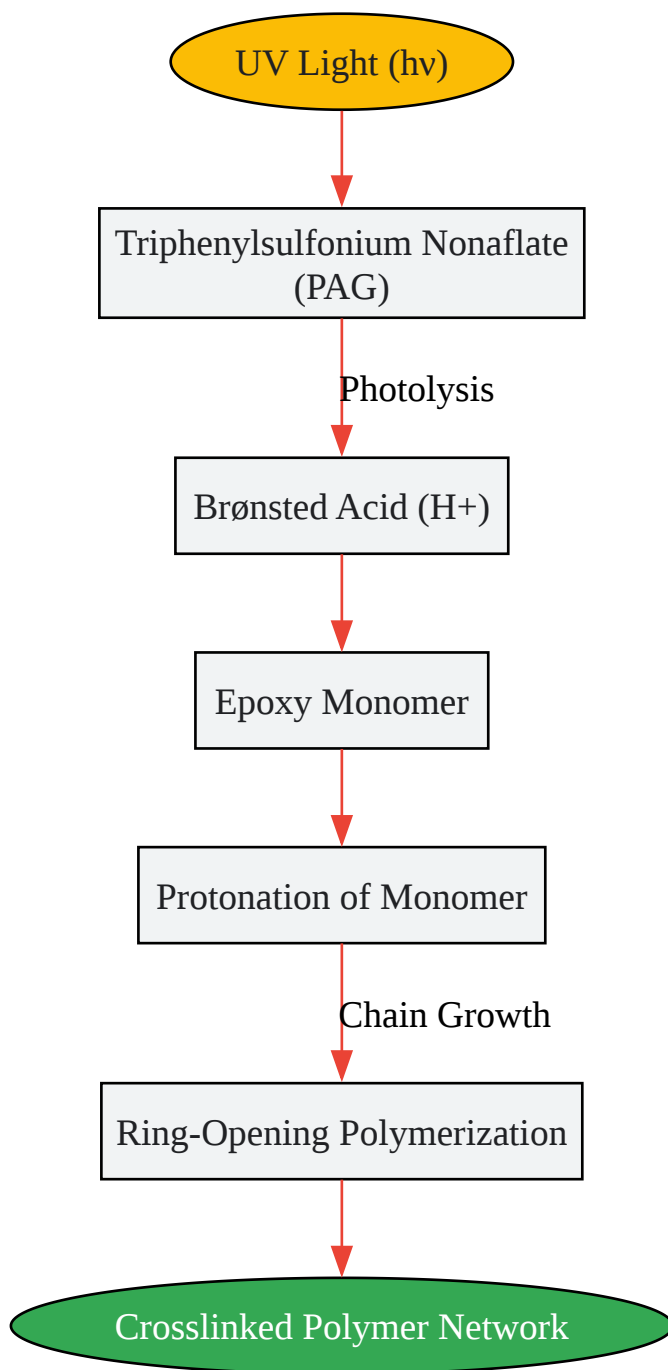 UV Light (hν)
Triphenylsulfonium Nonaflate
(PAG)
Photolysis
Brønsted Acid (H+)
Epoxy Monomer
Protonation of Monomer
Chain Growth
Ring-Opening Polymerization
Crosslinked Polymer Network